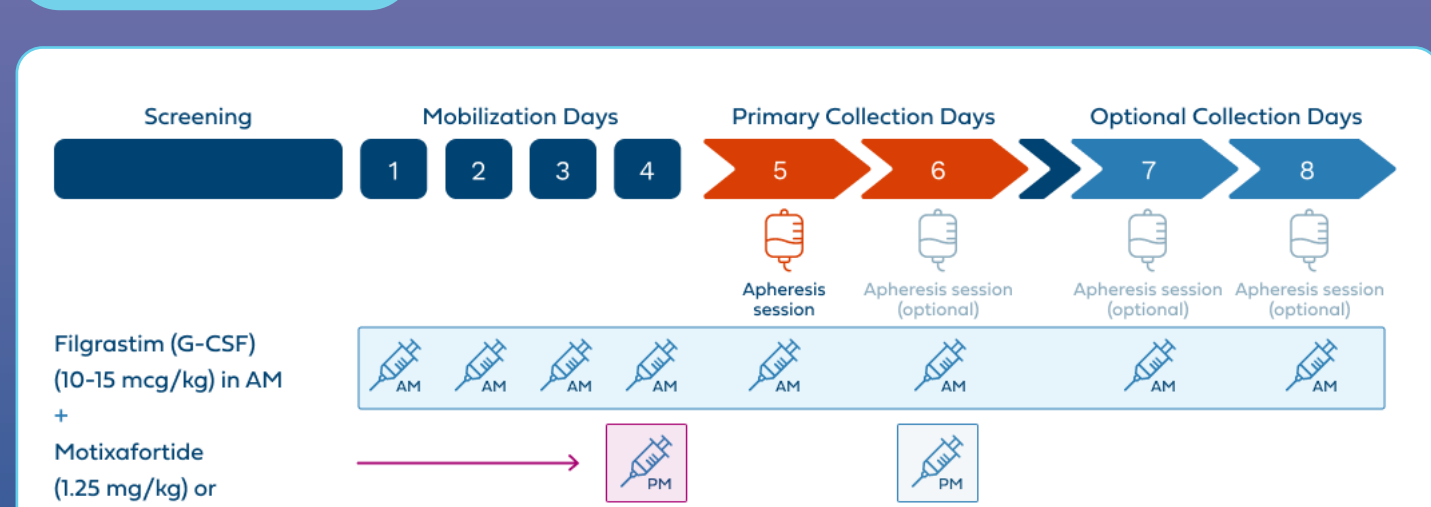 Screening
Mobilization Days
Primary Collection Days
Optional Collection Days
1
2
3
4
5
6
7
8
Apheresis
session
Apheresis session
(optional)
Apheresis session
(optional)
Apheresis session
(optional)
Filgrastim (G-CSF)
(10-15 mcg/kg) in AM
+
AM
AM
AM
AM
AM
AM
AM
AM
Motixafortide
(1.25 mg/kg) or
PM
PM